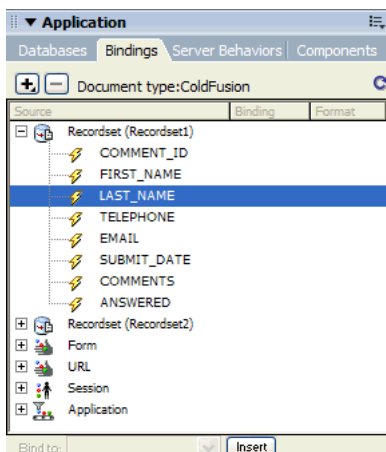 Application
Databases Bindings Server Behaviors Components
Document type:ColdFusion
Source Binding Format
Recordset (Recordset1)
COMMENT_ID
FIRST_NAME
LAST_NAME
TELEPHONE
EMAIL
SUBMIT_DATE
COMMENTS
ANSWERED
Recordset (Recordset2)
Form
URL
Session
Application
Bind to: Insert